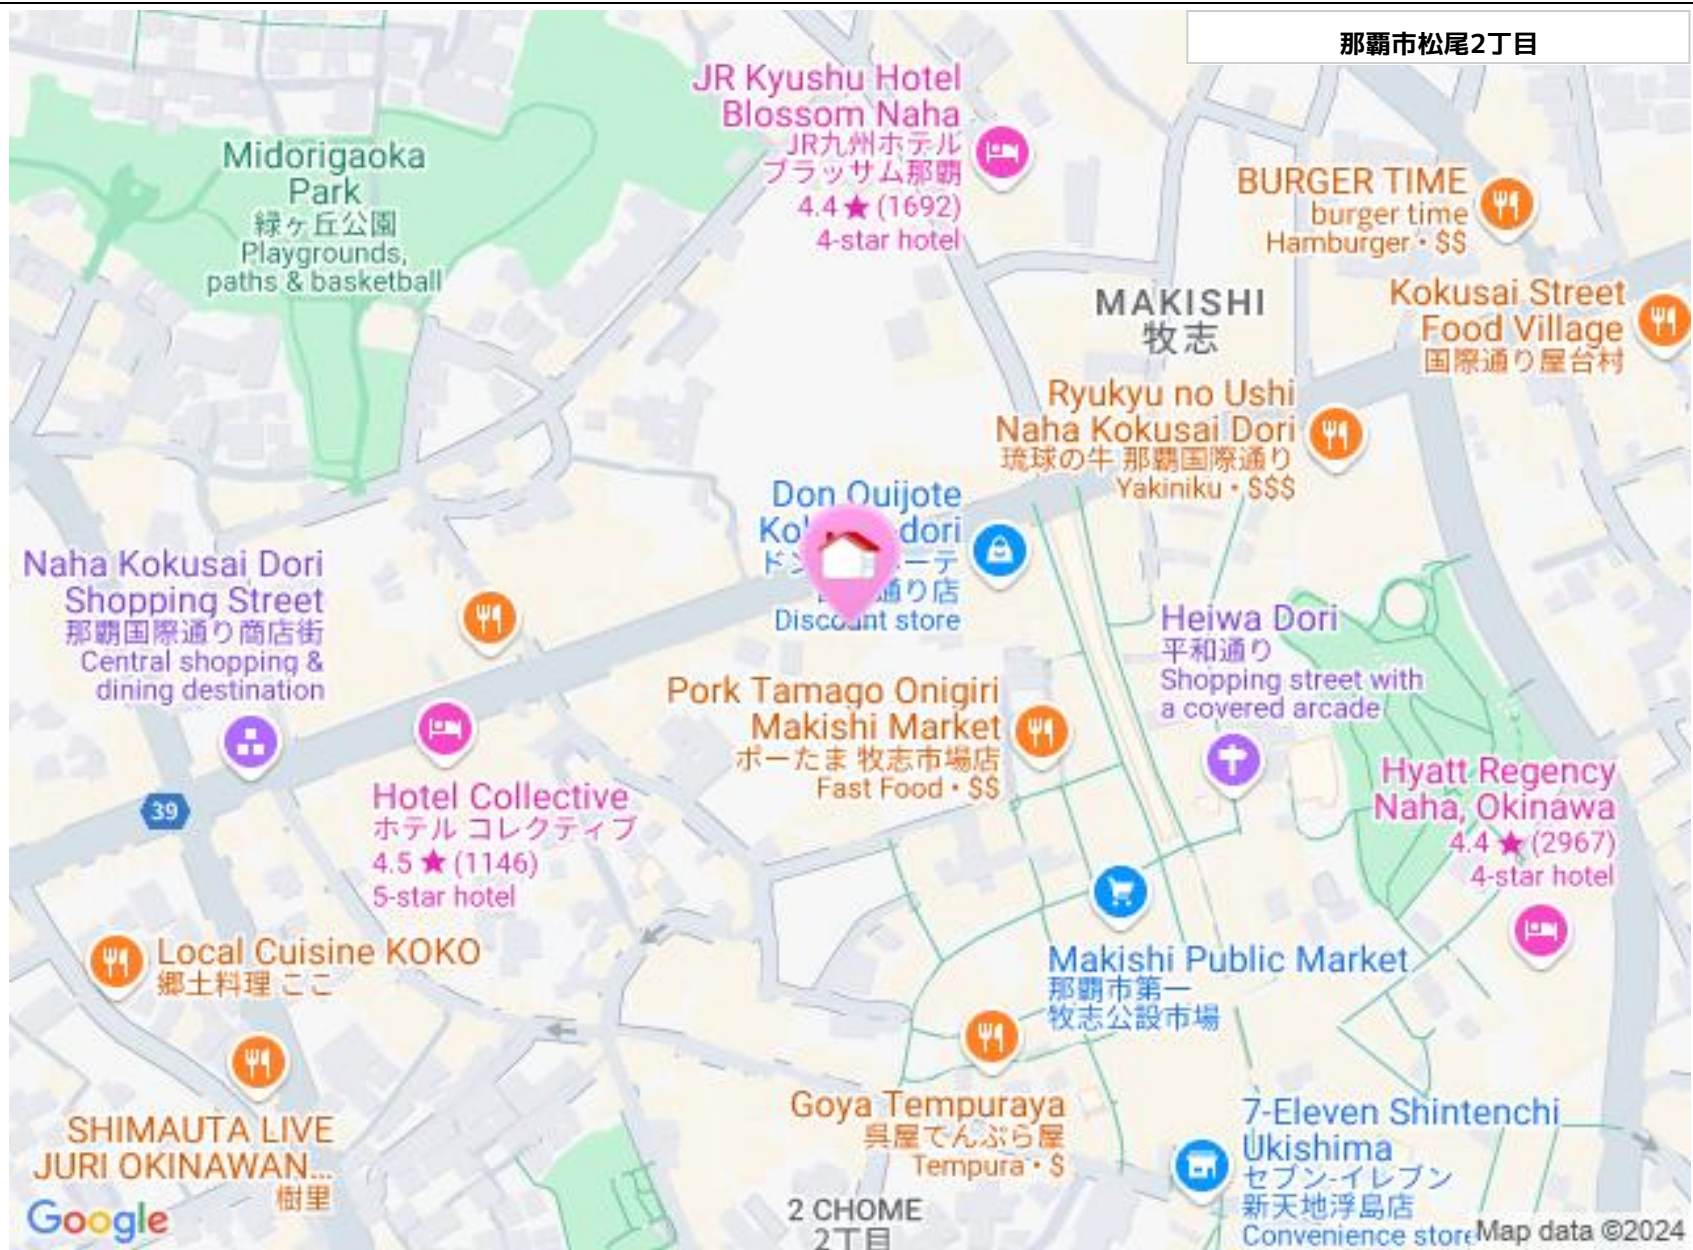 那覇市松尾2丁目
JR Kyushu Hotel
Blossom Naha
JR九州ホテル
ブラッサム那覇
4.4★(1692)
4-star hotel
Midorigaoka
Park
緑ヶ丘公園
Playgrounds,
paths & basketball
BURGER TIME
burger time
Hamburger • $$
Kokusai Street
Food Village
国際通り屋台村
MAKISHI
牧志
Ryukyu no Ushi
Naha Kokusai Dori
琉球の牛 那覇国際通り
Yakiniku • $$$
Don Quijote
dori
通り店
Discount store
Naha Kokusai Dori
Shopping Street
那覇国際通り商店街
Central shopping &
dining destination
Heiwa Dori
平和通り
Shopping street with
a covered arcade
Pork Tamago Onigiri
Makishi Market
ポーたま 牧志市場店
Fast Food • $$
39
Hotel Collective
ホテル コレクティブ
4.5★(1146)
5-star hotel
Hyatt Regency
Naha, Okinawa
4.4★(2967)
4-star hotel
Local Cuisine KOKO
郷土料理 ここ
Makishi Public Market
那覇市第一
牧志公設市場
SHIMAUTA LIVE
JURI OKINAWAN...
樹里
Goya Tempuraya
呉屋てんぷら屋
Tempura • $
7-Eleven Shintenchi
Ukishima
セブン-イレブン
新天地浮島店
Convenience store
2 CHOME
2丁目
Google
Map data ©2024